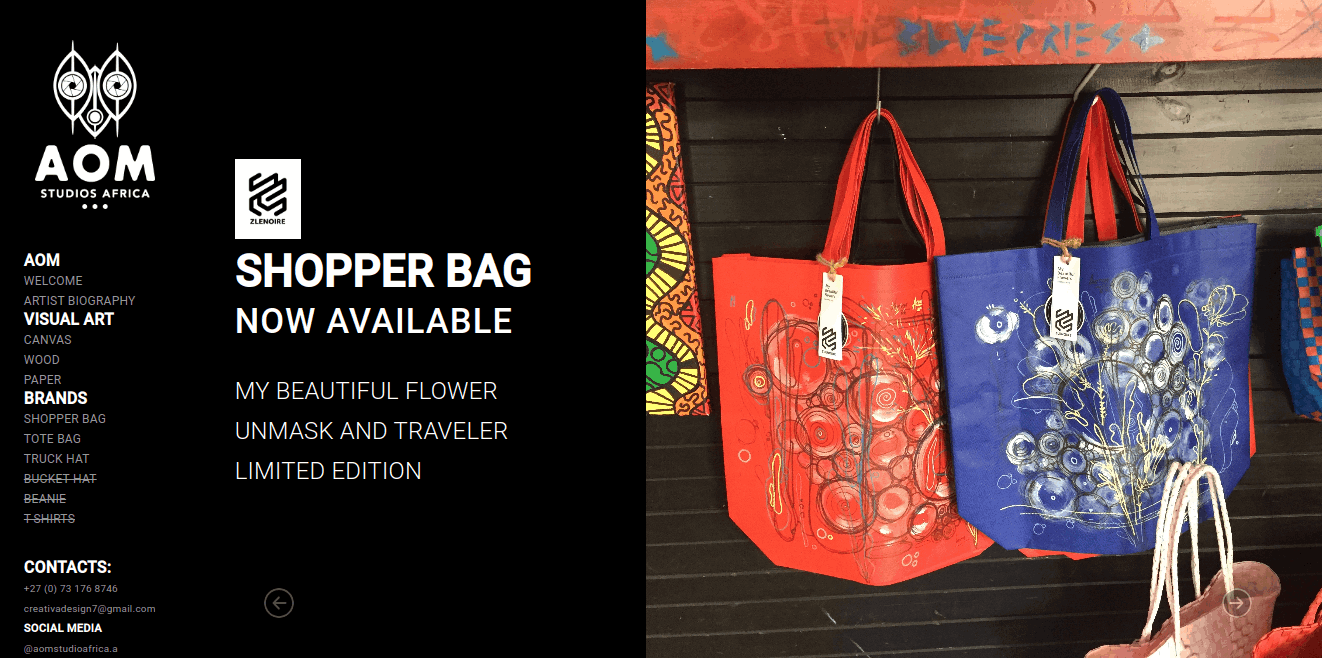 AOM
STUDIOS AFRICA
AOM
WELCOME
ARTIST BIOGRAPHY
VISUAL ART
CANVAS
WOOD
PAPER
BRANDS
SHOPPER BAG
TOTE BAG
TRUCK HAT
BUCKET HAT
BEANIE
T-SHIRTS
CONTACTS:
+27 (0) 73 176 8746
creativadesign7@gmail.com
SOCIAL MEDIA
@aomstudioafrica.a
ZLENOIRE
SHOPPER BAG
NOW AVAILABLE
MY BEAUTIFUL FLOWER
UNMASK AND TRAVELER
LIMITED EDITION